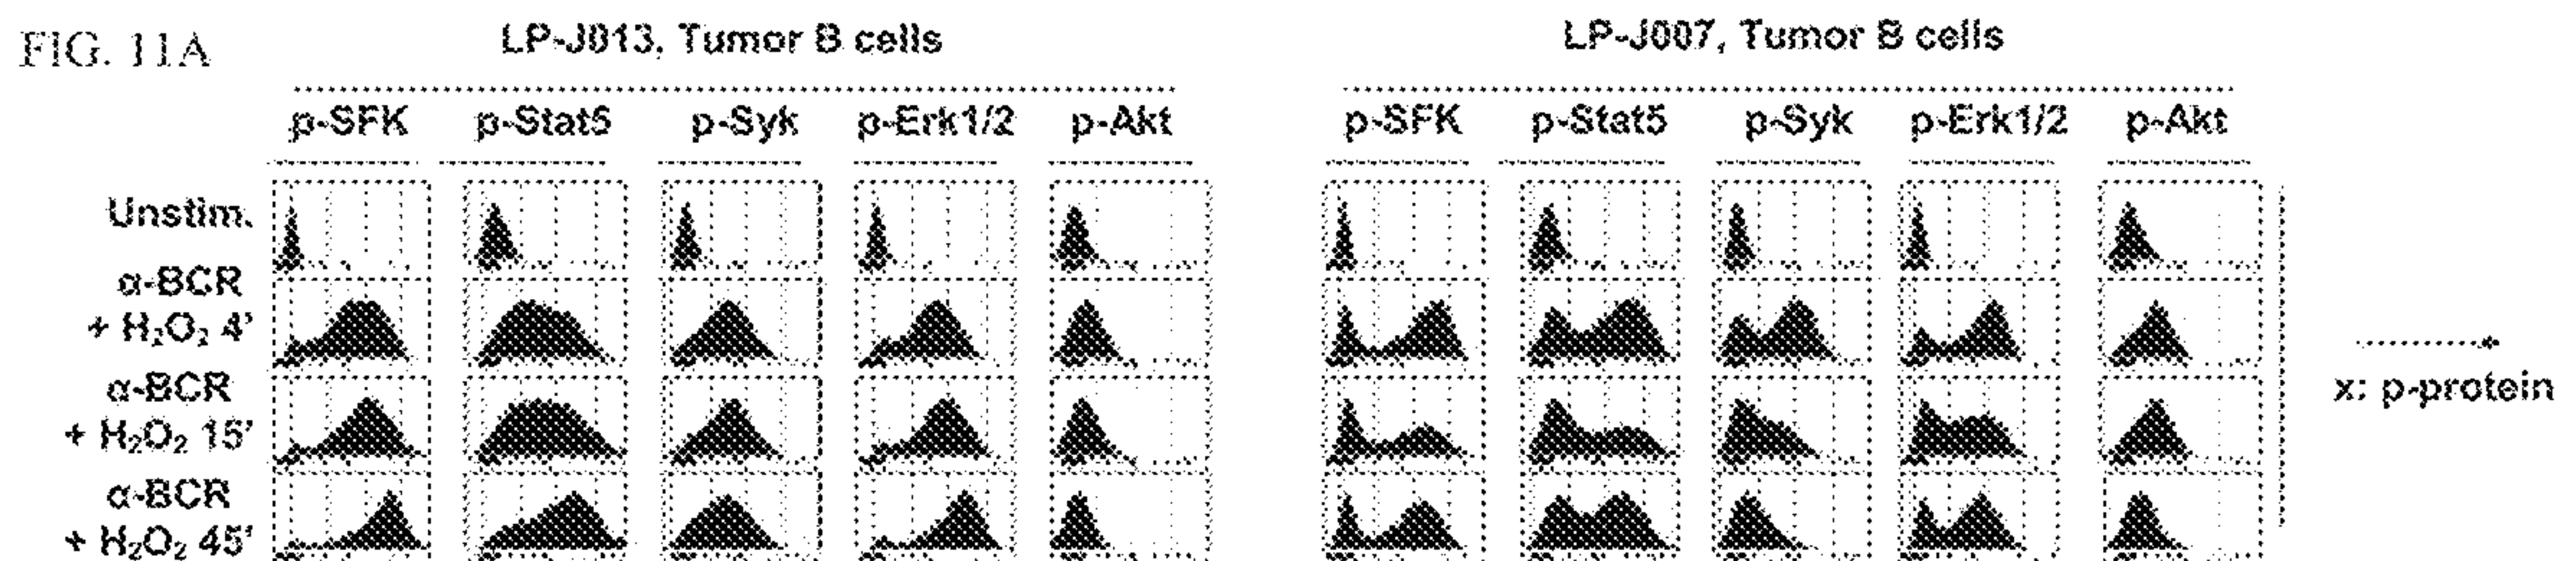 FIG. 11A
LP-J013, Tumor B cells
LP-J007, Tumor B cells
p-SFK p-Stat5 p-Syk p-Erk1/2 p-Akt
p-SFK p-Stat5 p-Syk p-Erk1/2 p-Akt
Unstim.
α-BCR
+ H₂O₂ 4'
α-BCR
+ H₂O₂ 15'
α-BCR
+ H₂O₂ 45'
x: p-protein